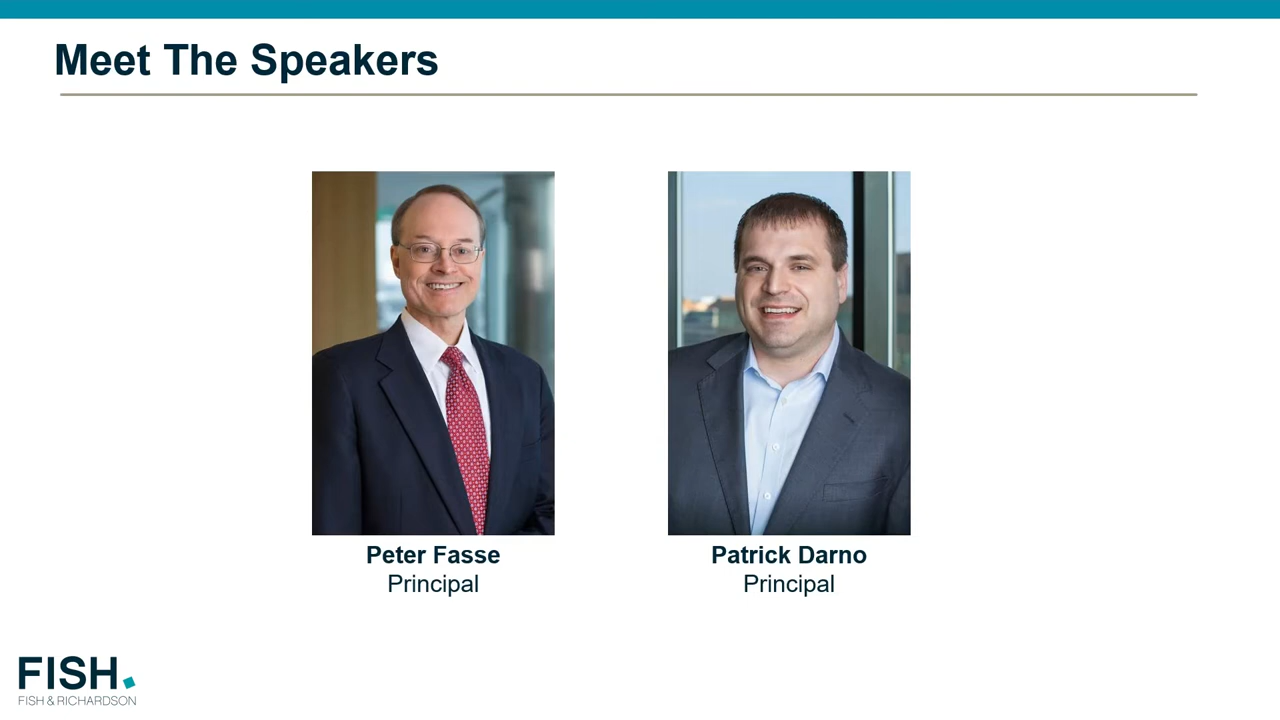 Meet The Speakers
Peter Fasse
Principal
Patrick Darno
Principal
FISH.
FISH & RICHARDSON